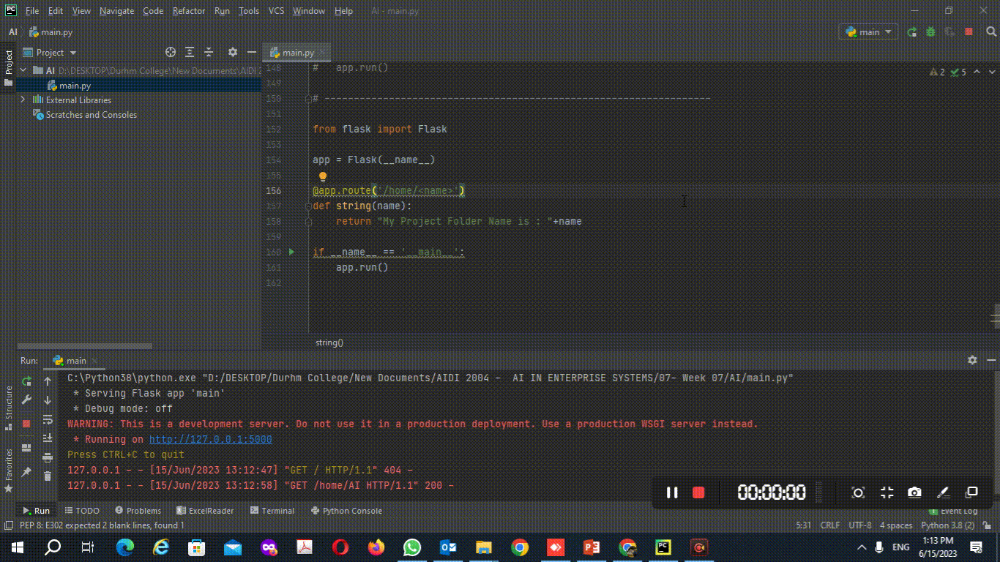 File Edit View Navigate Code Refactor Run Tools VCS Window Help AI - main.py
AI main.py main
Project main.py
Project
AI D:\DESKTOP\Durhm College\New Documents\AIDI 2
main.py
External Libraries
Scratches and Consoles
2 5
148 # app.run()
149
150 # ------------------------------------------------------------------
151
152 from flask import Flask
153
154 app = Flask(__name__)
155
156 @app.route('/home/<name>')
157 def string(name):
158 return "My Project Folder Name is : "+name
159
160 if __name__ == '__main__':
161 app.run()
162
string()
Run: main
C:\Python38\python.exe "D:/DESKTOP/Durhm College/New Documents/AIDI 2004 - AI IN ENTERPRISE SYSTEMS/07- Week 07/AI/main.py"
* Serving Flask app 'main'
* Debug mode: off
WARNING: This is a development server. Do not use it in a production deployment. Use a production WSGI server instead.
* Running on http://127.0.0.1:5000
Press CTRL+C to quit
127.0.0.1 - - [15/Jun/2023 13:12:47] "GET / HTTP/1.1" 404 -
127.0.0.1 - - [15/Jun/2023 13:12:58] "GET /home/AI HTTP/1.1" 200 -
Structure
Favorites
00:00:00
Run TODO Problems ExcelReader Terminal Python Console Event Log
PEP 8: E302 expected 2 blank lines, found 1 5:31 CRLF UTF-8 4 spaces Python 3.8 (2)
ENG
1:13 PM
6/15/2023